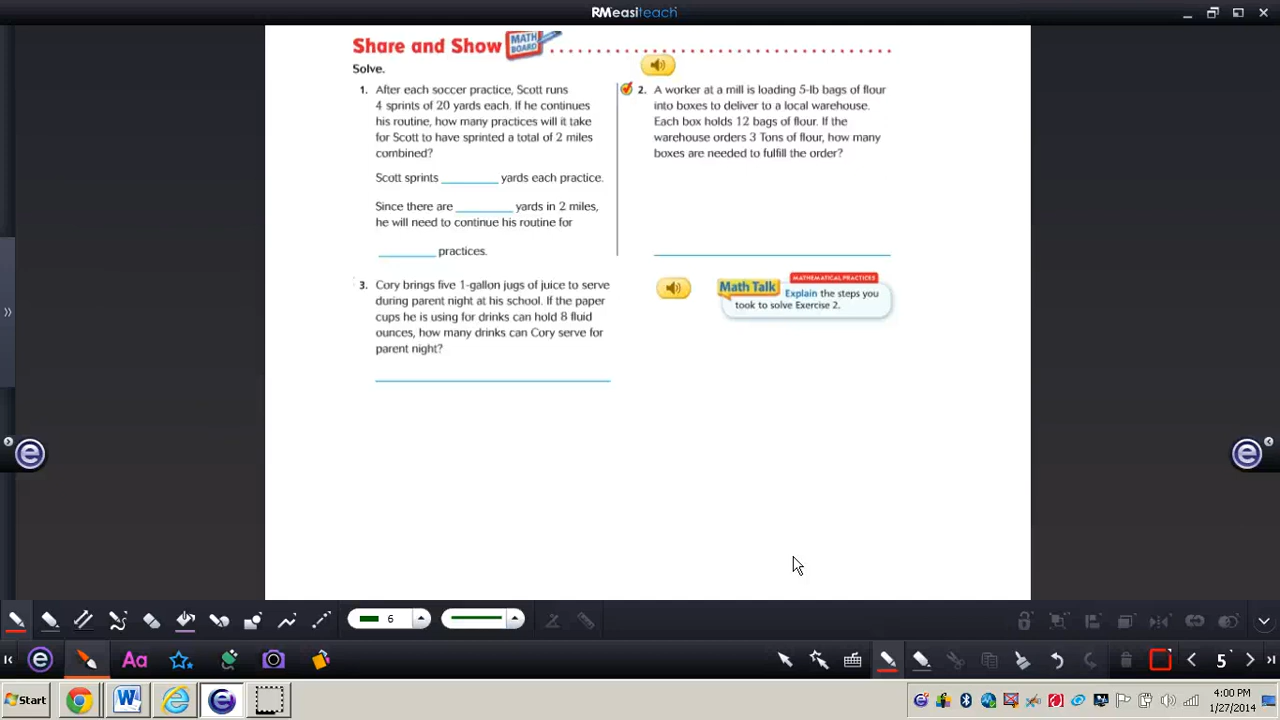 RMeasiteach
Share and Show MATH BOARD
Solve.
1. After each soccer practice, Scott runs
4 sprints of 20 yards each. If he continues
his routine, how many practices will it take
for Scott to have sprinted a total of 2 miles
combined?
Scott sprints yards each practice.
Since there are yards in 2 miles,
he will need to continue his routine for
practices.
2. A worker at a mill is loading 5-lb bags of flour
into boxes to deliver to a local warehouse.
Each box holds 12 bags of flour. If the
warehouse orders 3 Tons of flour, how many
boxes are needed to fulfill the order?
3. Cory brings five 1-gallon jugs of juice to serve
during parent night at his school. If the paper
cups he is using for drinks can hold 8 fluid
ounces, how many drinks can Cory serve for
parent night?
MATHEMATICAL PRACTICES
Math Talk
Explain the steps you
took to solve Exercise 2.
6
Aa
5
Start
4:00 PM
1/27/2014